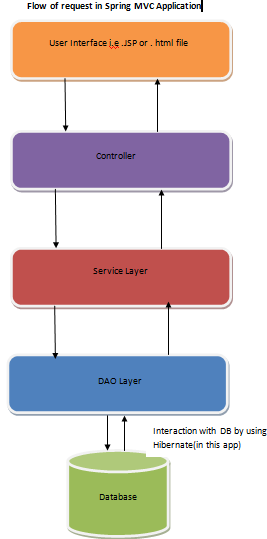 Flow of request in Spring MVC Application
User Interface i,e .JSP or . html file
Controller
Service Layer
DAO Layer
Interaction with DB by using
Hibernate(in this app)
Database